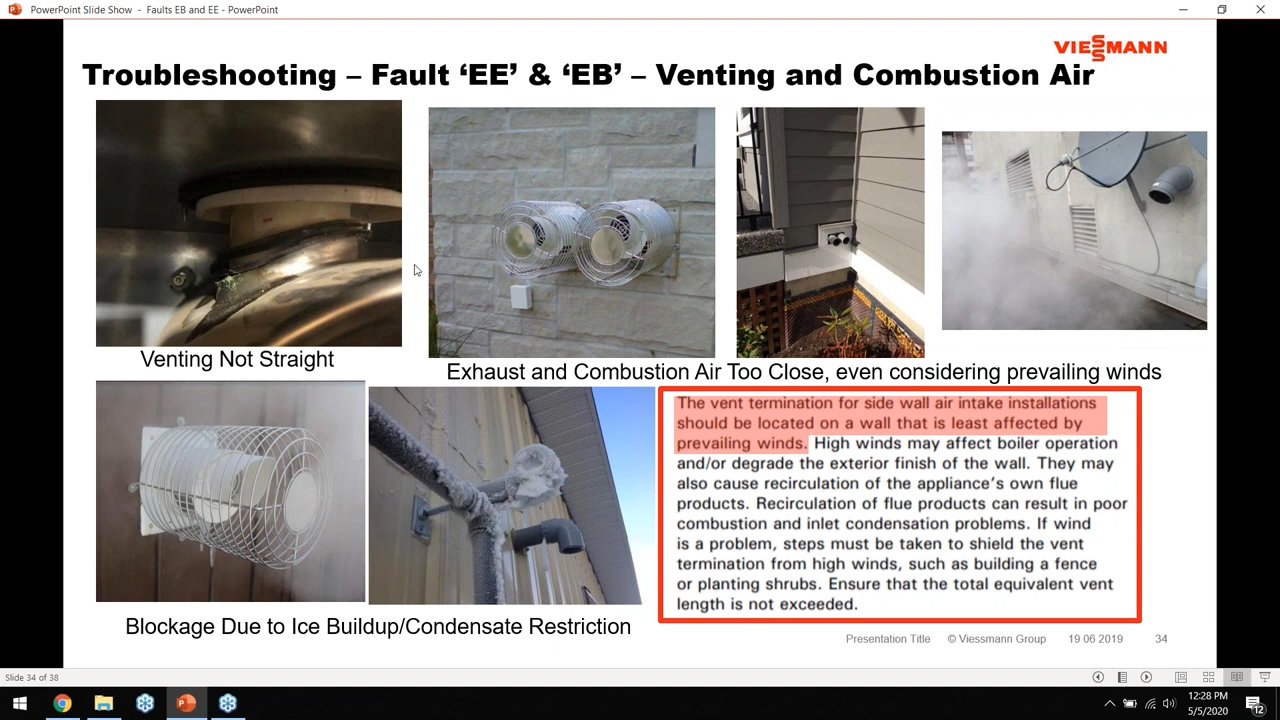 PowerPoint Slide Show - Faults EB and EE - PowerPoint
VIESSMANN
Troubleshooting – Fault ‘EE’ & ‘EB’ – Venting and Combustion Air
Venting Not Straight
Exhaust and Combustion Air Too Close, even considering prevailing winds
The vent termination for side wall air intake installations
should be located on a wall that is least affected by
prevailing winds. High winds may affect boiler operation
and/or degrade the exterior finish of the wall. They may
also cause recirculation of the appliance’s own flue
products. Recirculation of flue products can result in poor
combustion and inlet condensation problems. If wind
is a problem, steps must be taken to shield the vent
termination from high winds, such as building a fence
or planting shrubs. Ensure that the total equivalent vent
length is not exceeded.
Blockage Due to Ice Buildup/Condensate Restriction
Presentation Title © Viessmann Group 19 06 2019 34
Slide 34 of 38
12:28 PM
5/5/2020
12